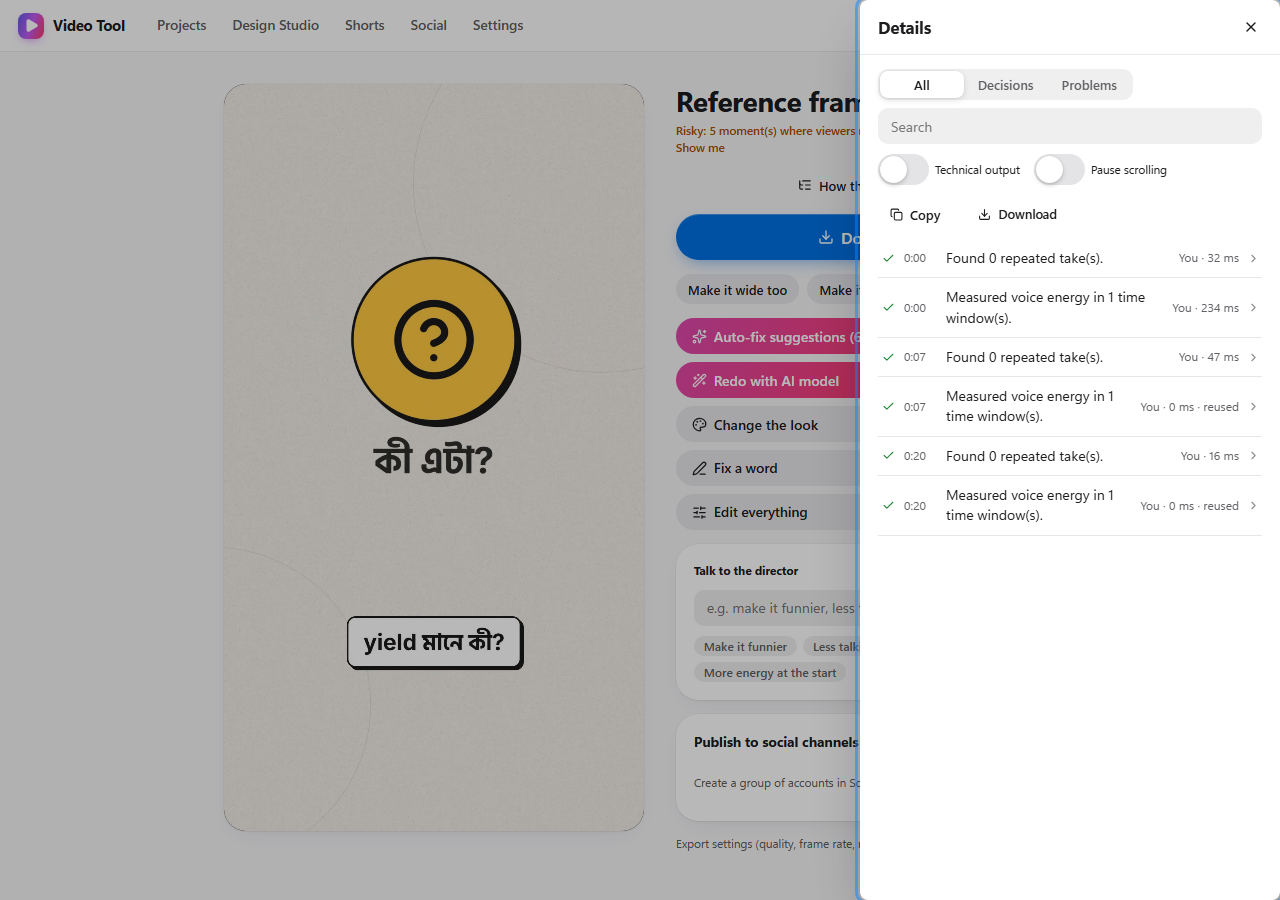 Video Tool
Projects
Design Studio
Shorts
Social
Settings
কী এটা?
yield মানে কী?
Reference fram
Risky: 5 moment(s) where viewers
Show me
How th
Do
Make it wide too
Make i
Auto-fix suggestions (6
Redo with AI model
Change the look
Fix a word
Edit everything
Talk to the director
e.g. make it funnier, less
Make it funnier
Less talk
More energy at the start
Publish to social channels
Create a group of accounts in So
Export settings (quality, frame rate,
Details
All
Decisions
Problems
Search
Technical output
Pause scrolling
Copy
Download
0:00 Found 0 repeated take(s). You · 32 ms
0:00 Measured voice energy in 1 time
window(s). You · 234 ms
0:07 Found 0 repeated take(s). You · 47 ms
0:07 Measured voice energy in 1
time window(s). You · 0 ms · reused
0:20 Found 0 repeated take(s). You · 16 ms
0:20 Measured voice energy in 1
time window(s). You · 0 ms · reused